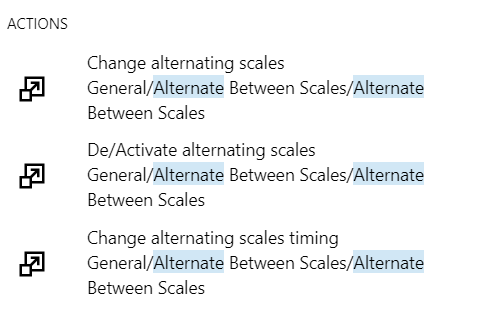 ACTIONS
Change alternating scales
General/Alternate Between Scales/Alternate
Between Scales
De/Activate alternating scales
General/Alternate Between Scales/Alternate
Between Scales
Change alternating scales timing
General/Alternate Between Scales/Alternate
Between Scales